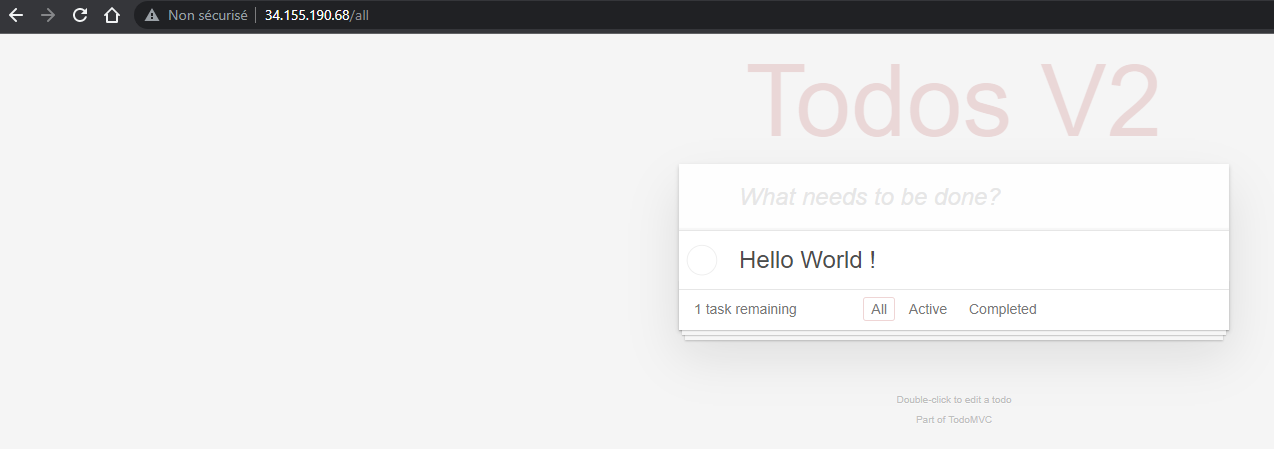 Non sécurisé 34.155.190.68/all
Todos V2
What needs to be done?
Hello World !
1 task remaining All Active Completed
Double-click to edit a todo
Part of TodoMVC